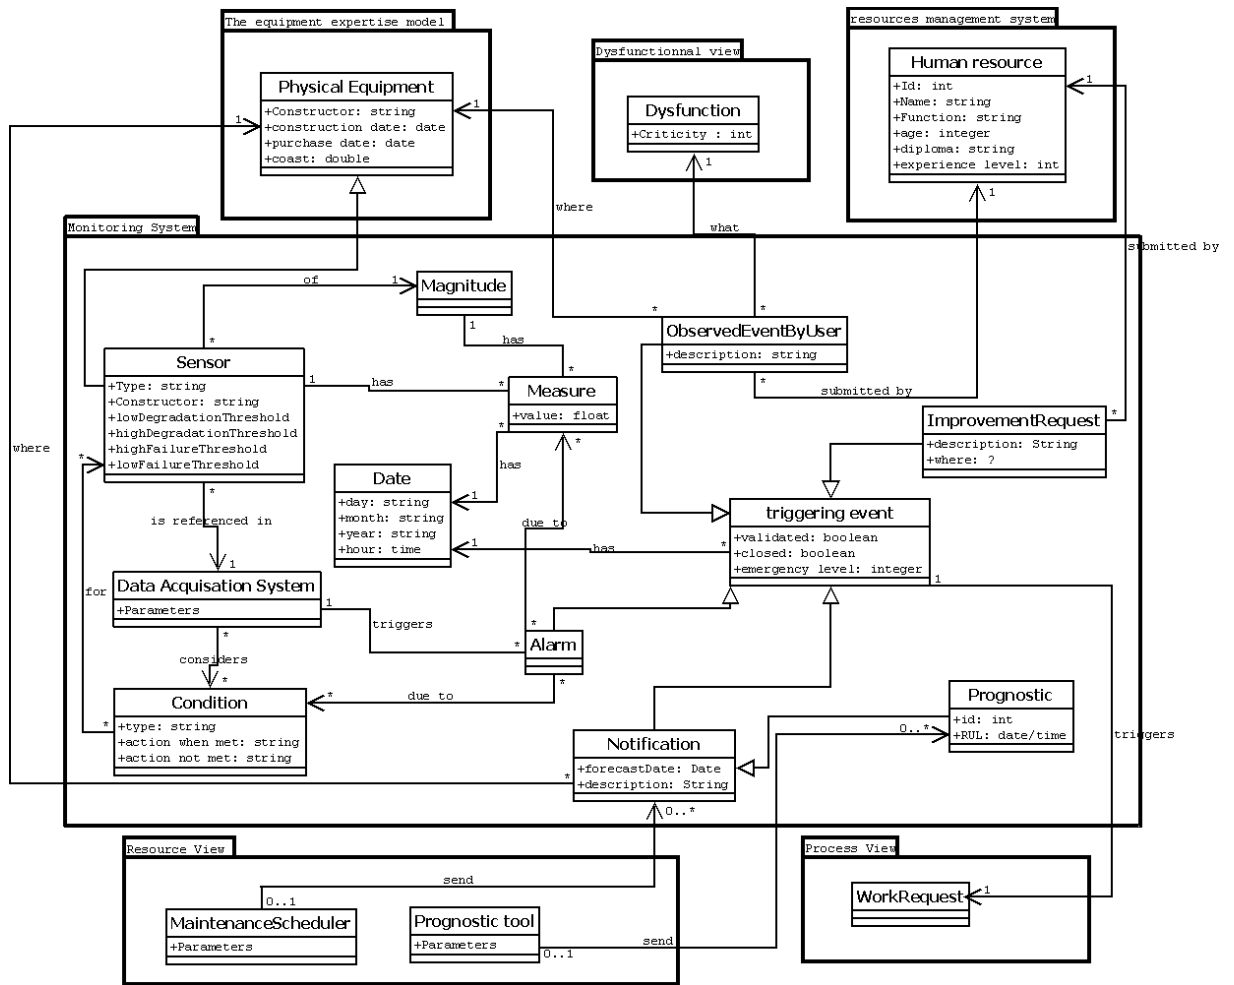 The equipment expertise model
Physical Equipment
+Constructor: string
+construction date: date
+purchase date: date
+coast: double
1
1
Dysfunctionnal view
Dysfunction
+Criticity : int
1
resources management system
Human resource
+Id: int
+Name: string
+Function: string
+age: integer
+diploma: string
+experience level: int
1
1
where
what
submitted by
Monitoring System
of
1
Magnitude
1
has
*
*
Sensor
+Type: string
+Constructor: string
+lowDegradationThreshold
+highDegradationThreshold
+highFailureThreshold
+lowFailureThreshold
1
has
*
Measure
+value: float
*
*
*
*
ObservedEventByUser
+description: string
*
submitted by
ImprovementRequest
+description: String
+where: ?
*
where
*
*
is referenced in
1
Date
+day: string
+month: string
+year: string
+hour: time
1
has
1
has
*
due to
triggering event
+validated: boolean
+closed: boolean
+emergency level: integer
1
Data Acquisation System
+Parameters
1
triggers
*
for
*
considers
*
Alarm
*
*
due to
*
Condition
+type: string
+action when met: string
+action not met: string
*
Notification
+forecastDate: Date
+description: String
*
0..*
Prognostic
+id: int
+RUL: date/time
0..*
triggers
Resource View
send
0..1
MaintenanceScheduler
+Parameters
Prognostic tool
+Parameters
0..1
send
Process View
WorkRequest
1